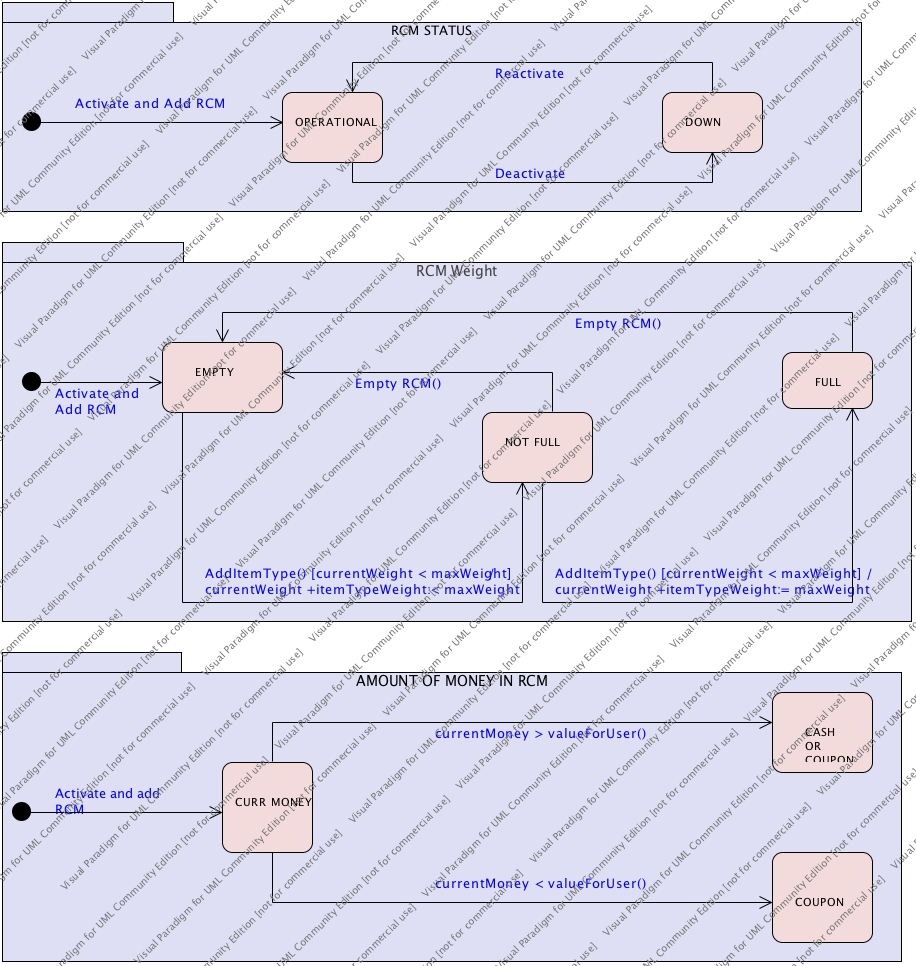 RCM STATUS
Reactivate
Activate and Add RCM
OPERATIONAL
DOWN
Deactivate
RCM Weight
Empty RCM()
EMPTY
Empty RCM()
FULL
Activate and
Add RCM
NOT FULL
AddItemType() [currentWeight < maxWeight] /
currentWeight +itemTypeWeight:< maxWeight
AddItemType() [currentWeight < maxWeight] /
currentWeight +itemTypeWeight:= maxWeight
AMOUNT OF MONEY IN RCM
currentMoney > valueForUser()
CASH
OR
COUPON
Activate and add
RCM
CURR MONEY
currentMoney < valueForUser()
COUPON
Visual Paradigm for UML Community Edition [not for commercial use]